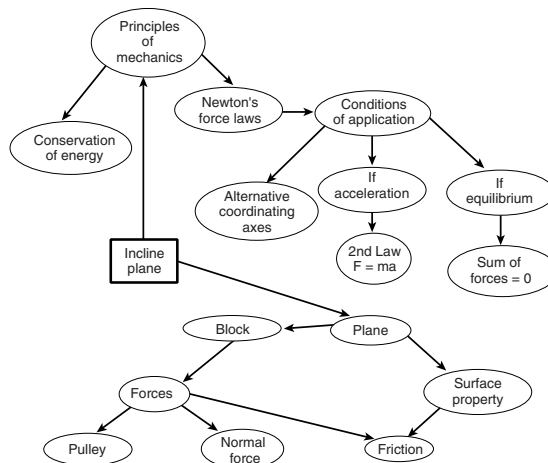 Principles
of
mechanics
Newton's
force laws
Conditions
of application
Conservation
of energy
Alternative
coordinating
axes
If
acceleration
If
equilibrium
Incline
plane
2nd Law
F = ma
Sum of
forces = 0
Block
Plane
Forces
Surface
property
Pulley
Normal
force
Friction